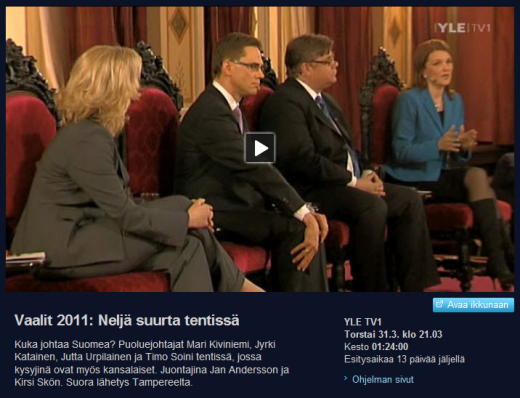 YLE TV1
Avaa ikkunaan
Vaalit 2011: Neljä suurta tentissä
Kuka johtaa Suomea? Puoluejohtajat Mari Kiviniemi, Jyrki
Katainen, Jutta Urpilainen ja Timo Soini tentissä, jossa
kysyjinä ovat myös kansalaiset. Juontajina Jan Andersson ja
Kirsi Skön. Suora lähetys Tampereelta.
YLE TV1
Torstai 31.3. klo 21.03
Kesto 01:24:00
Esitysaikaa 13 päivää jäljellä
› Ohjelman sivut